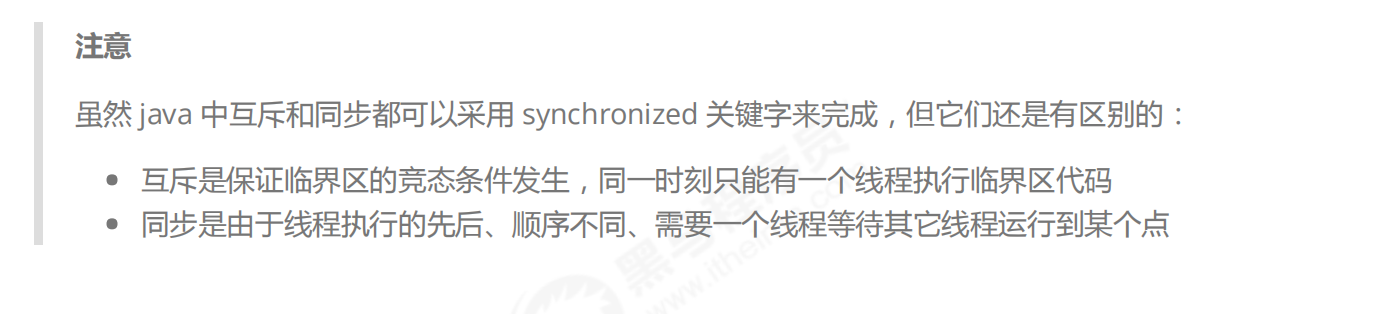 注意
虽然 java 中互斥和同步都可以采用 synchronized 关键字来完成，但它们还是有区别的：
互斥是保证临界区的竞态条件发生，同一时刻只能有一个线程执行临界区代码
同步是由于线程执行的先后、顺序不同、需要一个线程等待其它线程运行到某个点